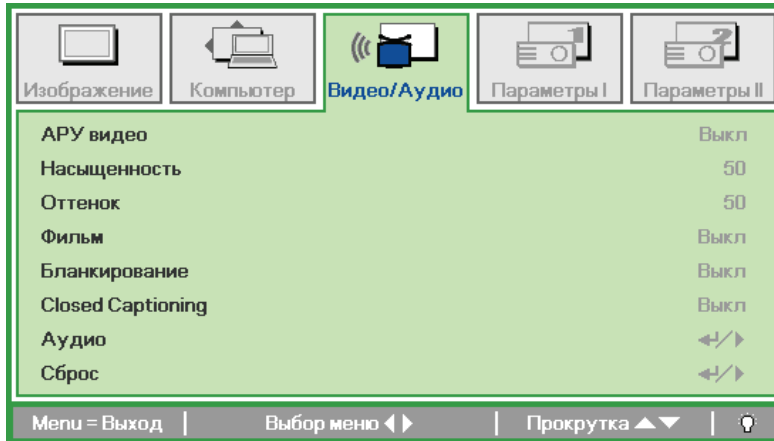 Изображение Компьютер Видео/Аудио Параметры I Параметры II
АРУ видео Выкл
Насыщенность 50
Оттенок 50
Фильм Выкл
Бланкирование Выкл
Closed Captioning Выкл
Аудио
Сброс
Menu = Выход Выбор меню Прокрутка